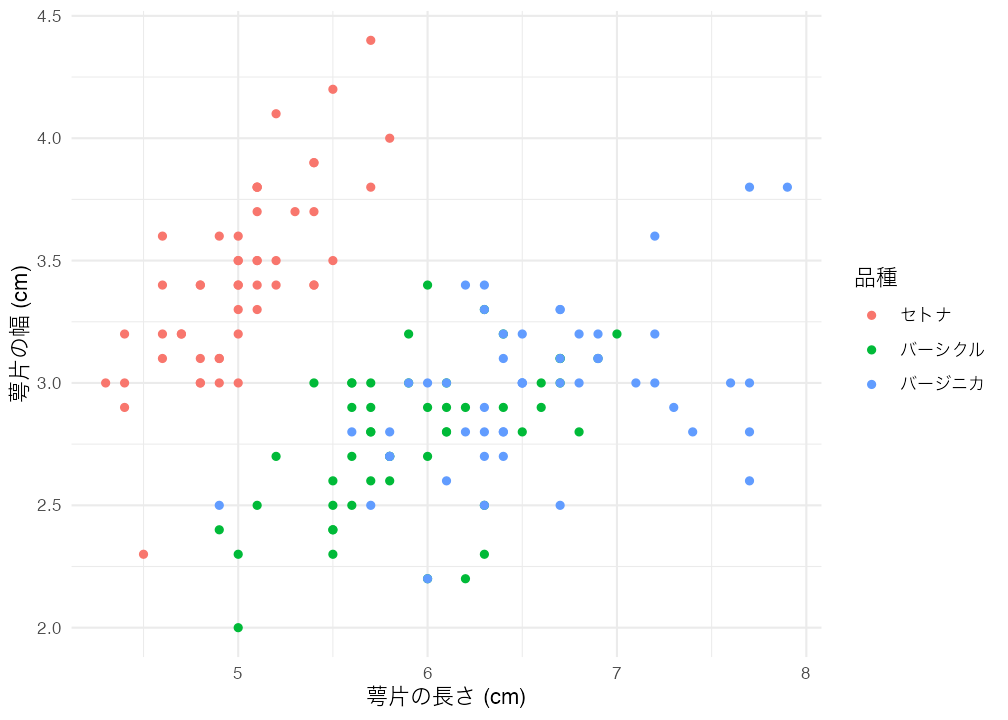 4.5
4.0
3.5
3.0
2.5
2.0
萼片の幅 (cm)
5 6 7 8
萼片の長さ (cm)
品種
セトナ
バーシクル
バージニカ